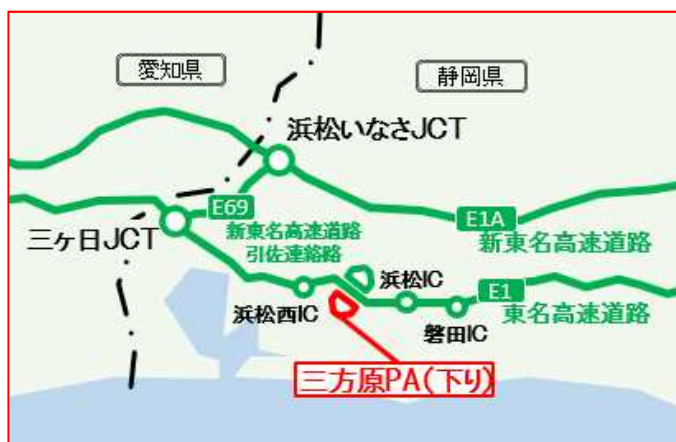 愛知県
静岡県
浜松いなさJCT
E69
E1A
三ヶ日JCT
新東名高速道路
引佐連絡路
新東名高速道路
浜松西IC
浜松IC
E1
磐田IC
東名高速道路
三方原PA(下り)